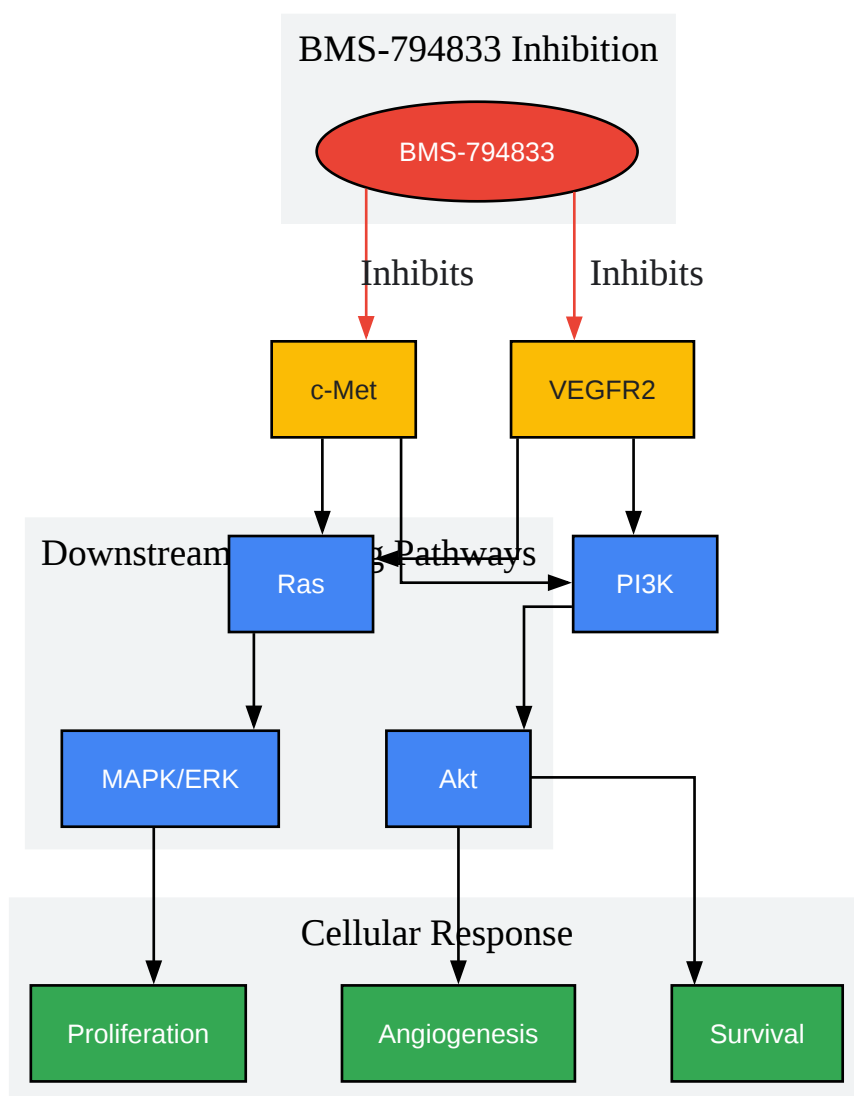 BMS-794833 Inhibition
BMS-794833
Inhibits
Inhibits
c-Met
VEGFR2
Downstream Pathways
Ras
PI3K
MAPK/ERK
Akt
Cellular Response
Proliferation
Angiogenesis
Survival